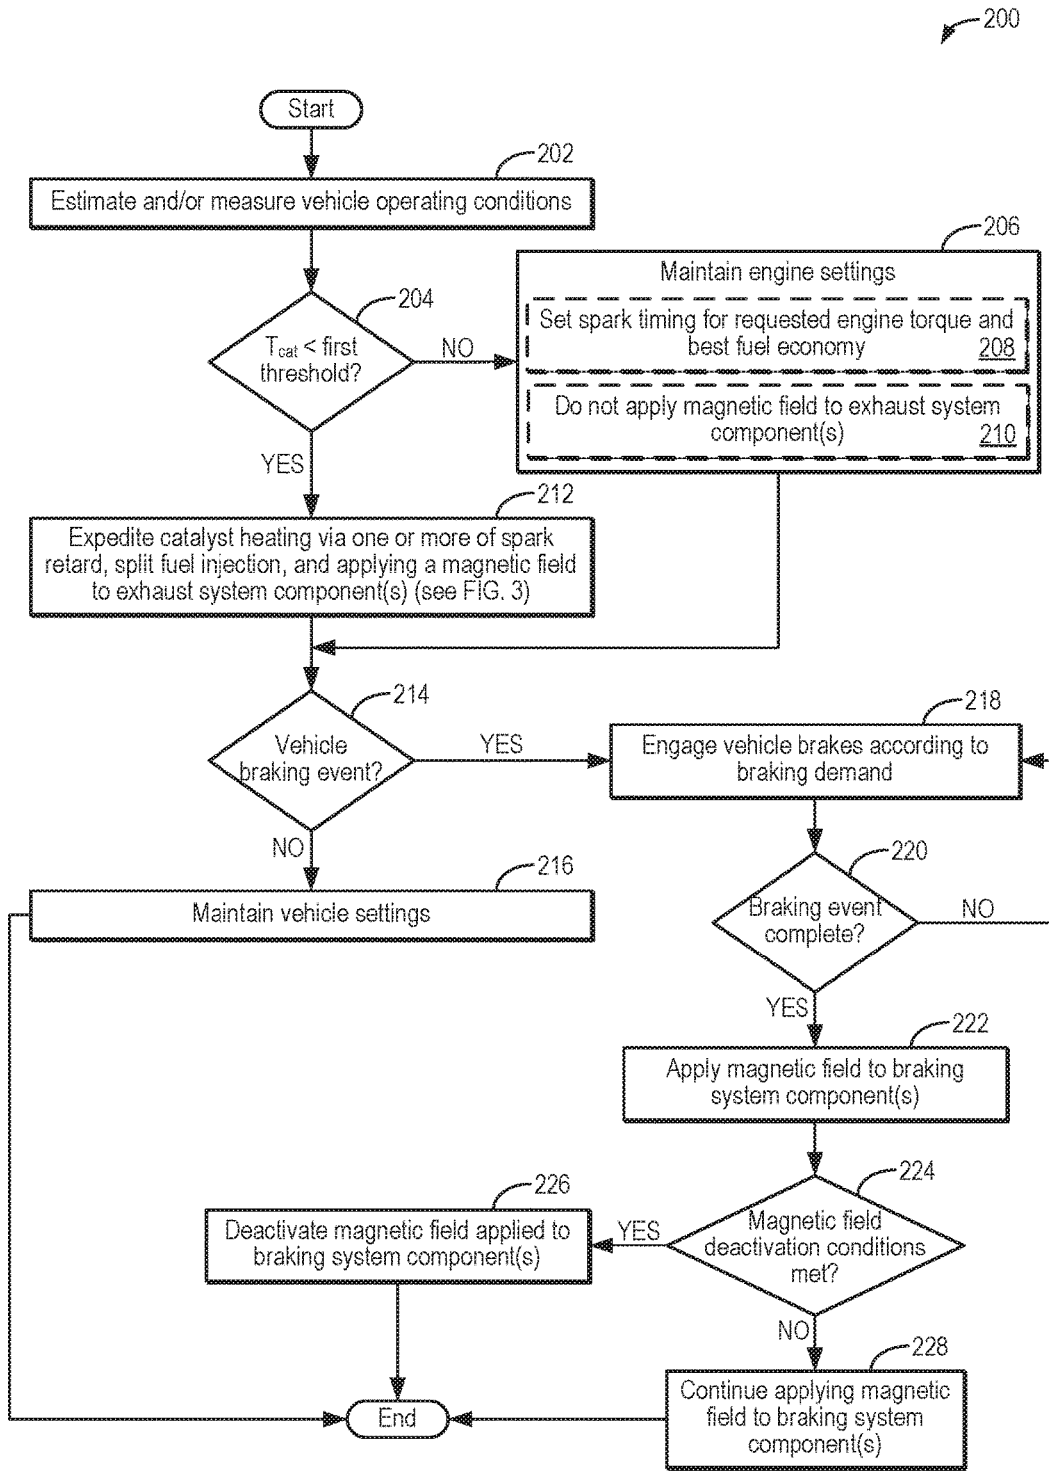 200
Start
202
Estimate and/or measure vehicle operating conditions
206
Maintain engine settings
204
T_cat < first
threshold?
NO
Set spark timing for requested engine torque and
best fuel economy
208
Do not apply magnetic field to exhaust system
component(s)
210
YES
212
Expedite catalyst heating via one or more of spark
retard, split fuel injection, and applying a magnetic field
to exhaust system component(s) (see FIG. 3)
214
Vehicle
braking event?
YES
218
Engage vehicle brakes according to
braking demand
NO
216
Maintain vehicle settings
220
Braking event
complete?
NO
YES
222
Apply magnetic field to braking
system component(s)
224
Magnetic field
deactivation conditions
met?
YES
226
Deactivate magnetic field applied to
braking system component(s)
NO
228
Continue applying magnetic
field to braking system
component(s)
End